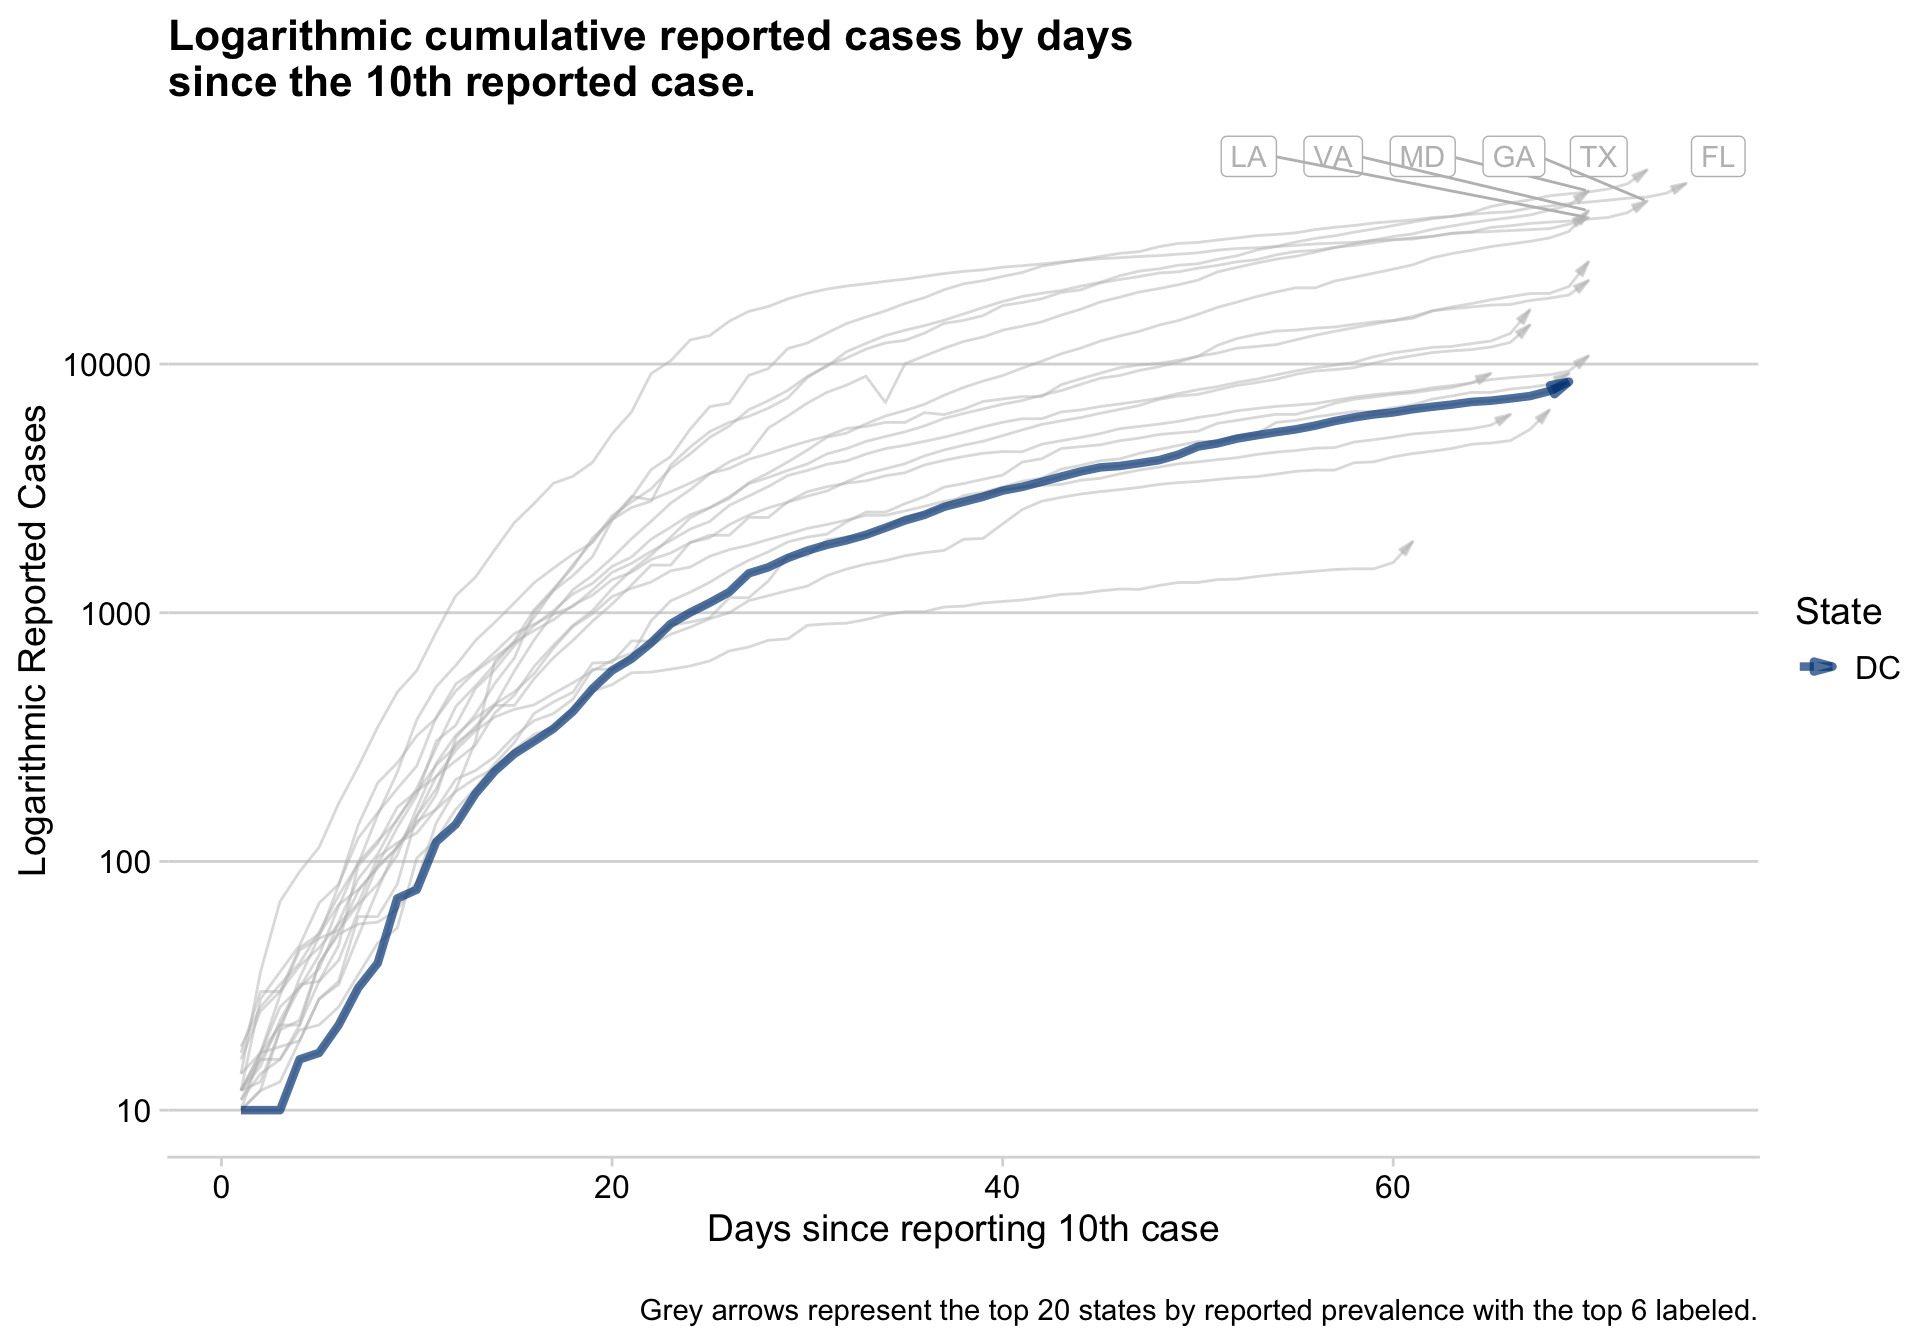 Logarithmic cumulative reported cases by days
since the 10th reported case.
LA VA MD GA TX FL
10000
1000
100
10
Logarithmic Reported Cases
0 20 40 60
Days since reporting 10th case
State
DC
Grey arrows represent the top 20 states by reported prevalence with the top 6 labeled.